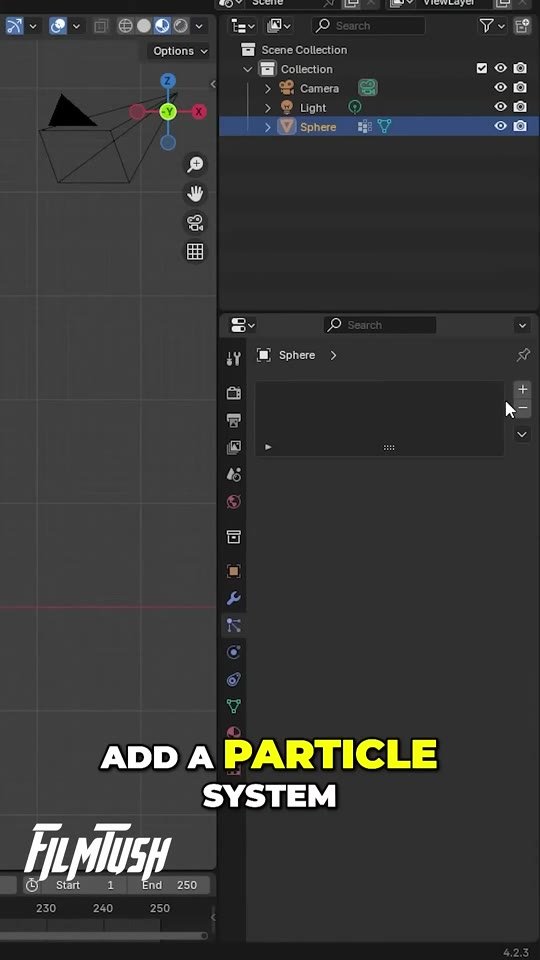 Scene
ViewLayer
Options
Scene Collection
Z
Collection
Camera
-Y
X
Light
Sphere
Search
Sphere
ADD A PARTICLE
SYSTEM
FILMTUSH
Start 1 End 250
230 240 250
4.2.3